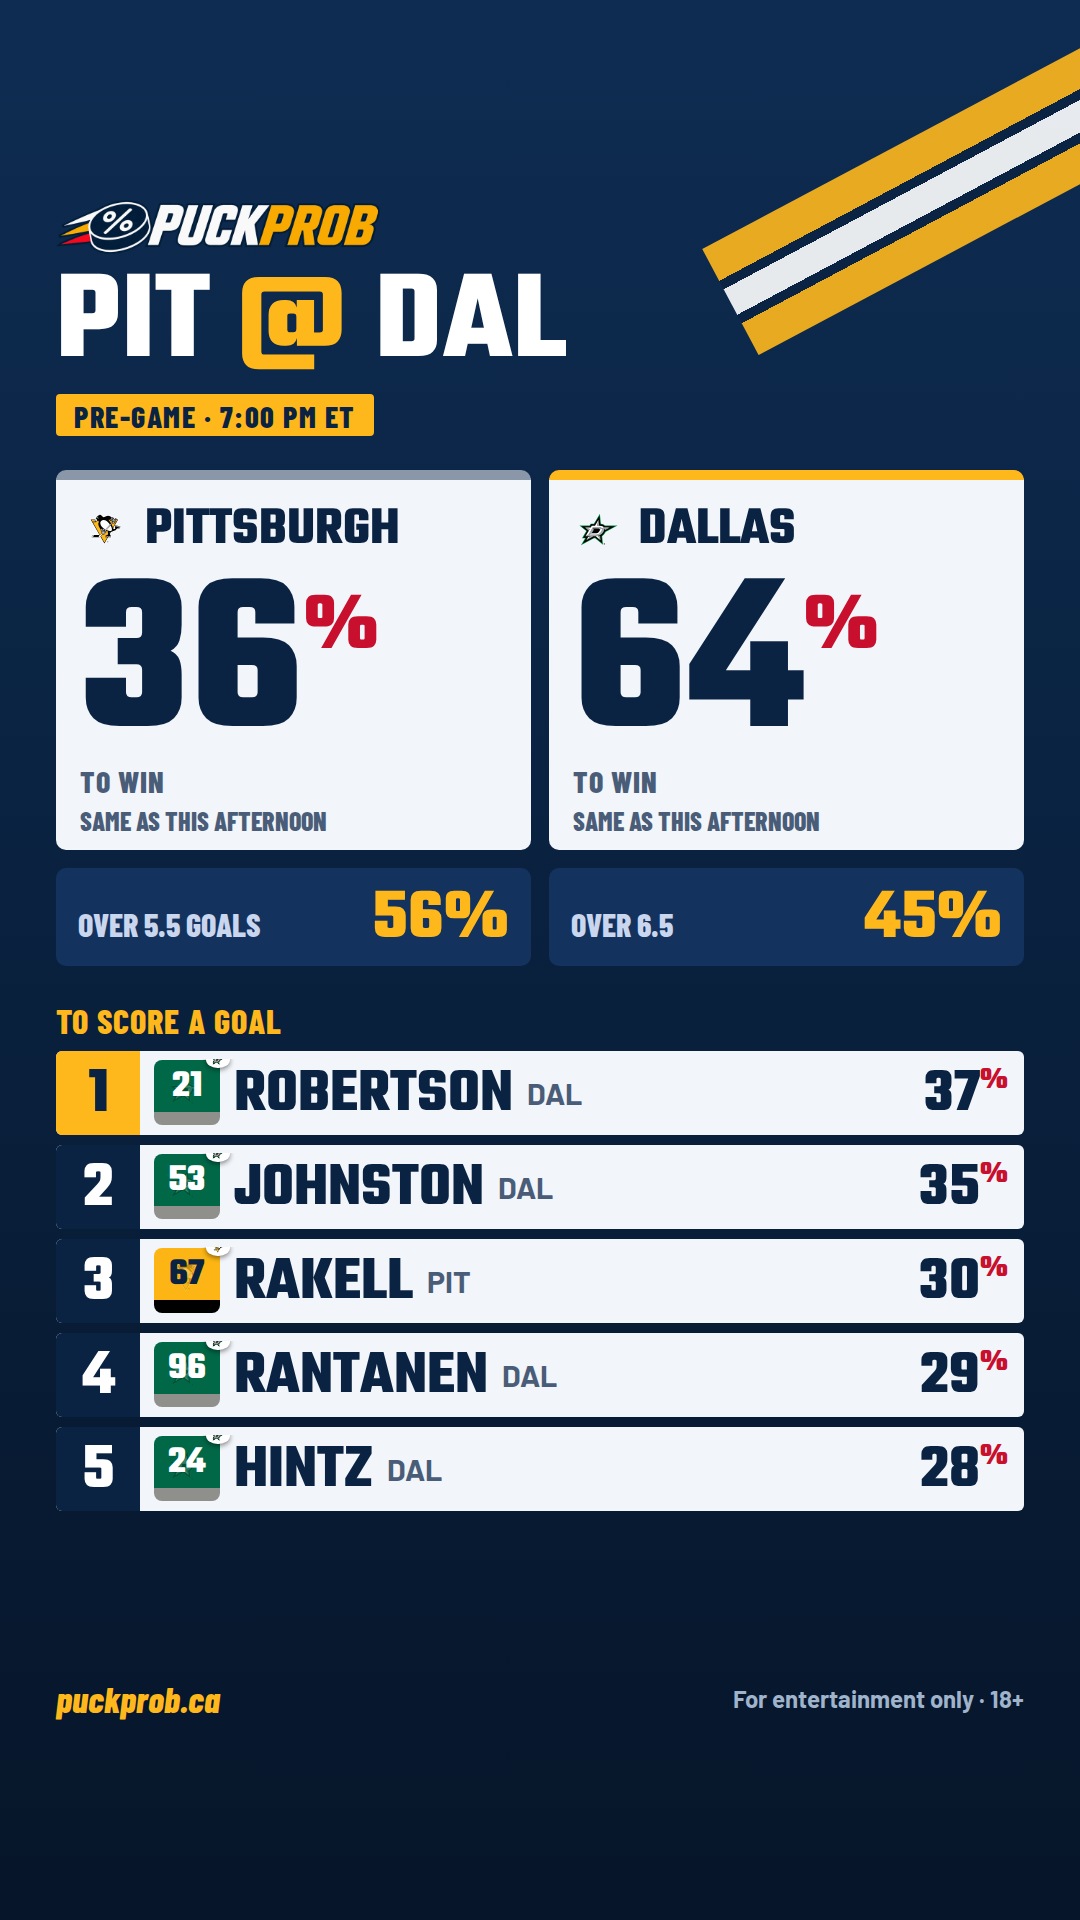 %PUCKPROB
PIT @ DAL
PRE-GAME · 7:00 PM ET
PITTSBURGH
36%
TO WIN
SAME AS THIS AFTERNOON
DALLAS
64%
TO WIN
SAME AS THIS AFTERNOON
OVER 5.5 GOALS 56%
OVER 6.5 45%
TO SCORE A GOAL
1 21 ROBERTSON DAL 37%
2 53 JOHNSTON DAL 35%
3 67 RAKELL PIT 30%
4 96 RANTANEN DAL 29%
5 24 HINTZ DAL 28%
puckprob.ca
For entertainment only · 18+